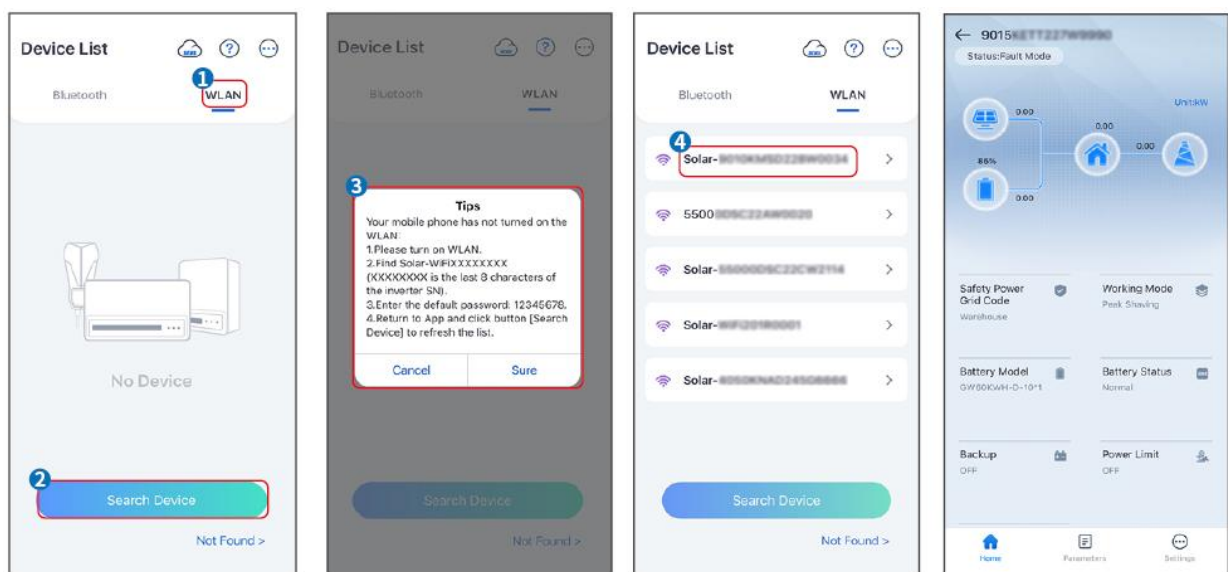 Device List
Bluetooth
WLAN
1
No Device
2
Search Device
Not Found >
Device List
Bluetooth
WLAN
3
Tips
Your mobile phone has not turned on the
WLAN:
1.Please turn on WLAN.
2.Find Solar-WiFiXXXXXXXX
(XXXXXXXX is the last 8 characters of
the inverter SN).
3.Enter the default password: 12345678.
4.Return to App and click button [Search
Device] to refresh the list.
Cancel
Sure
Search Device
Not Found >
Device List
Bluetooth
WLAN
4
Solar-
5500
Solar-
Solar-
Solar-
Search Device
Not Found >
9015
Status:Fault Mode
Unit:kW
0.00
0.00
0.00
86%
0.00
Safety Power
Grid Code
Warehouse
Working Mode
Peak Shaving
Battery Model
GW60KWH-D-10*1
Battery Status
Normal
Backup
OFF
Power Limit
OFF
Home
Parameters
Settings